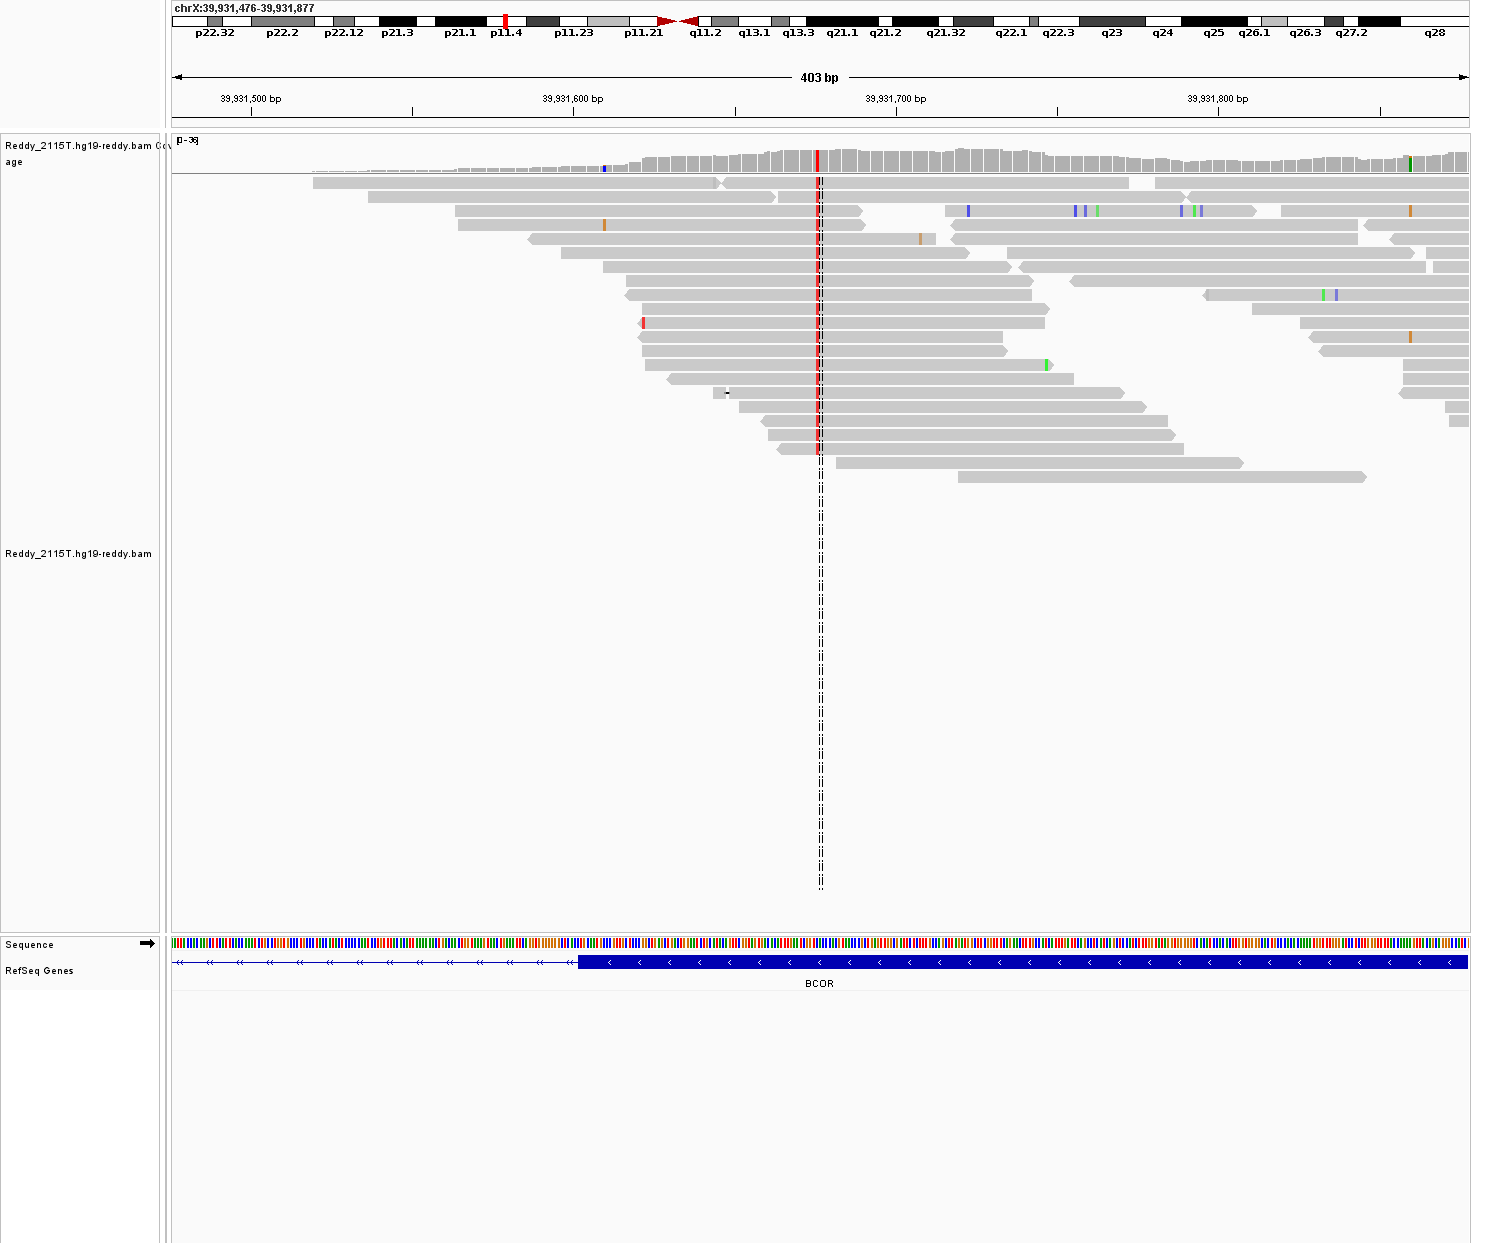 chrX:39,931,476-39,931,877
p22.32 p22.2 p22.12 p21.3 p21.1 p11.4 p11.23 p11.21 q11.2 q13.1 q13.3 q21.1 q21.2 q21.32 q22.1 q22.3 q23 q24 q25 q26.1 q26.3 q27.2 q28
403 bp
39,931,500 bp 39,931,600 bp 39,931,700 bp 39,931,800 bp
[0-36]
Reddy_2115T.hg19-reddy.bam Cov
age
Reddy_2115T.hg19-reddy.bam
Sequence
RefSeq Genes
BCOR